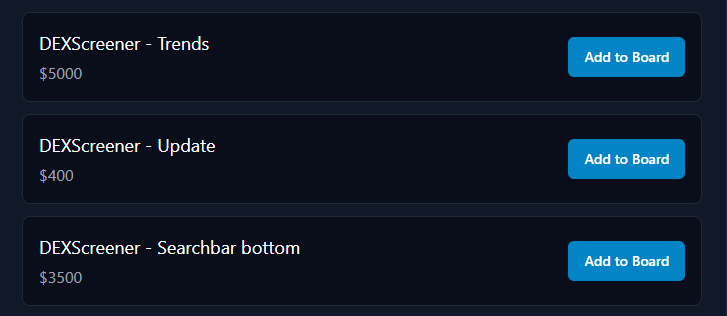 DEXScreener - Trends
$5000
Add to Board
DEXScreener - Update
$400
Add to Board
DEXScreener - Searchbar bottom
$3500
Add to Board